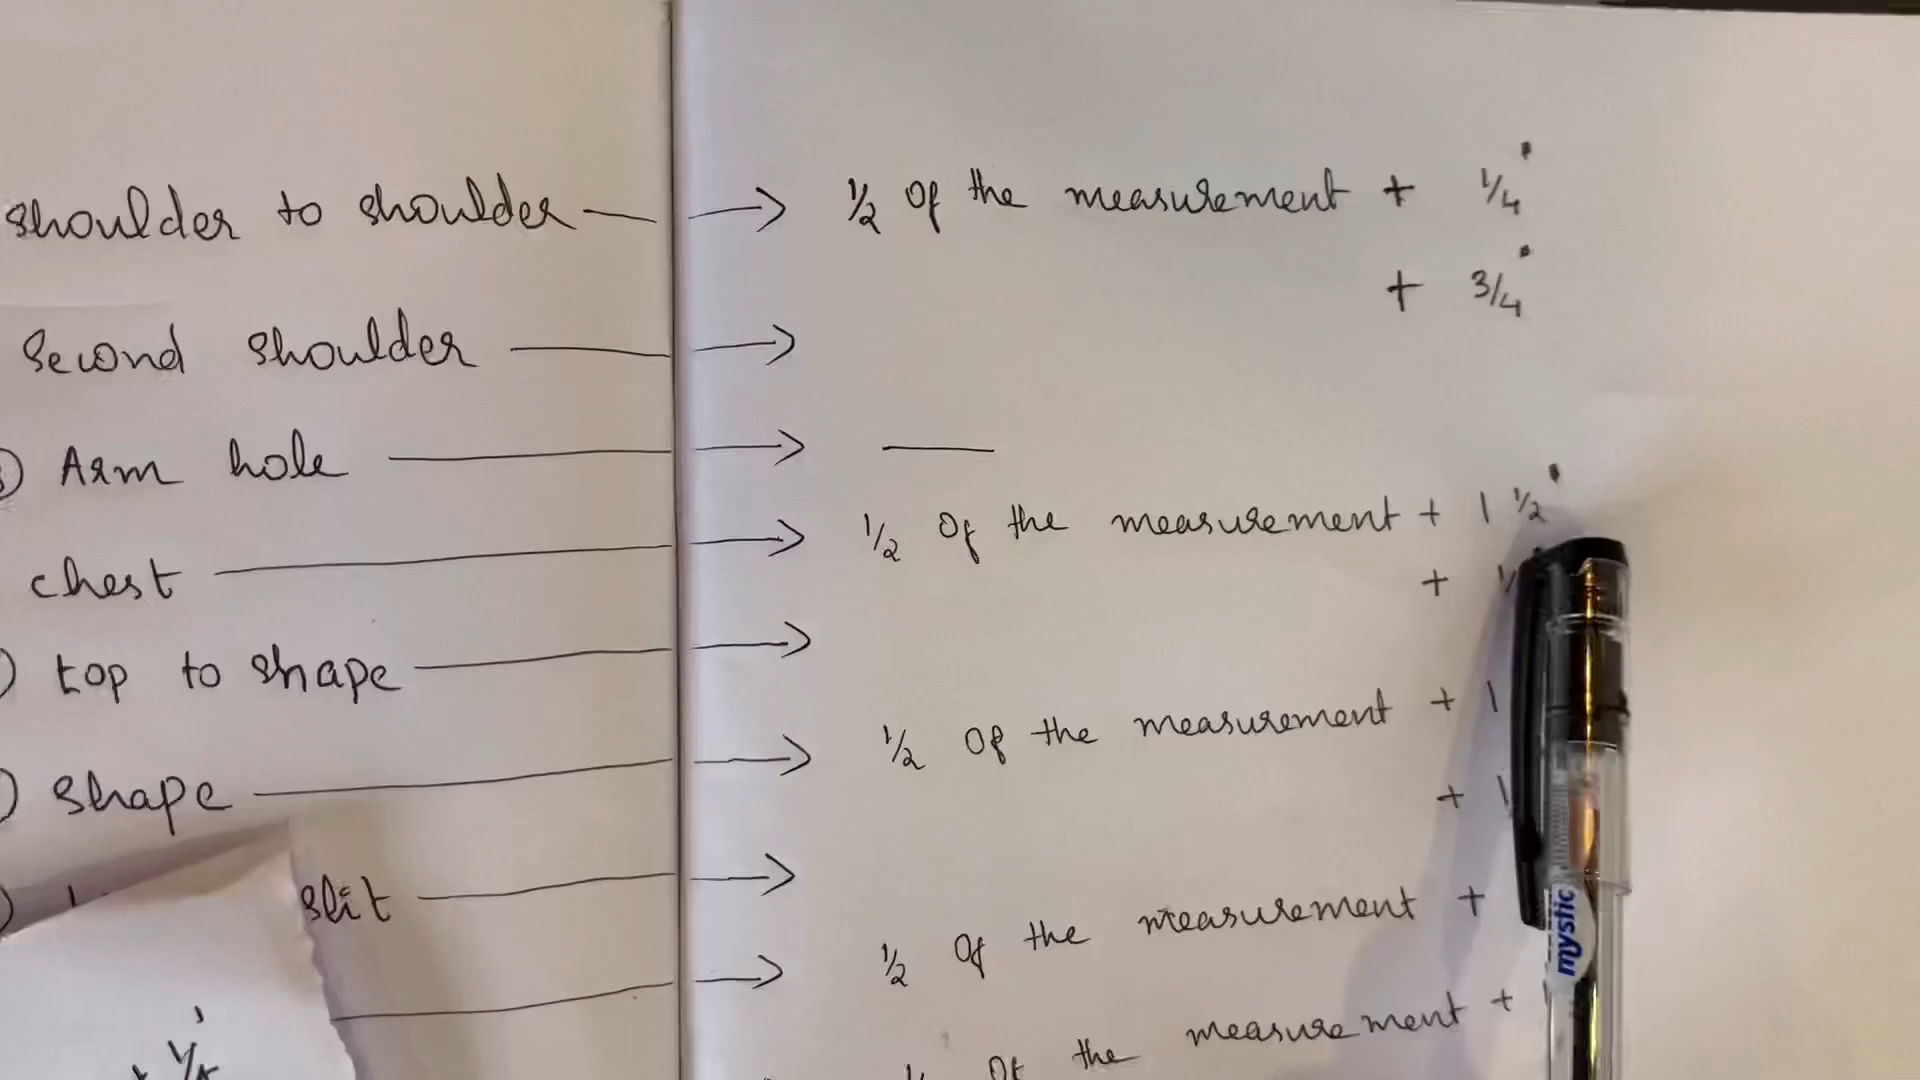 shoulder to shoulder → 1/2 Of the measurement + 1/4"
+ 3/4"
Second shoulder →
Arm hole → —
chest → 1/2 Of the measurement + 1 1/2"
+
top to shape →
shape → 1/2 Of the measurement + 1
+ 1
slit →
1/2 Of the measurement +
Of the measurement +
mystic